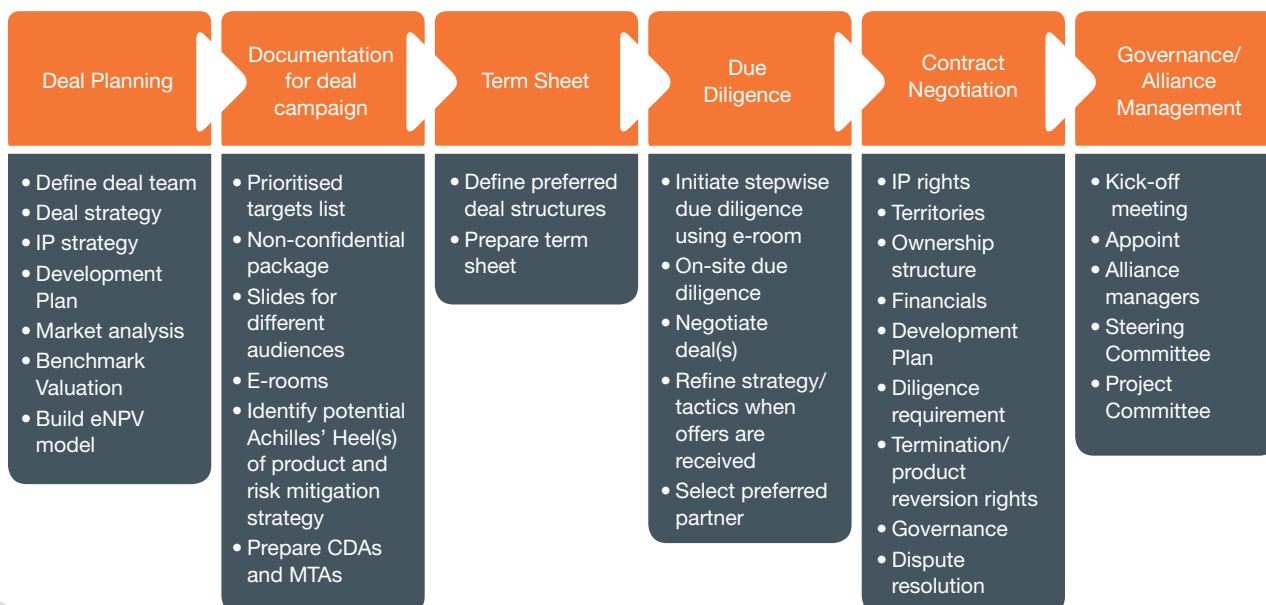 Deal Planning
• Define deal team
• Deal strategy
• IP strategy
• Development
Plan
• Market analysis
• Benchmark
Valuation
• Build eNPV
model
Documentation
for deal
campaign
• Prioritised
targets list
• Non-confidential
package
• Slides for
different
audiences
• E-rooms
• Identify potential
Achilles’ Heel(s)
of product and
risk mitigation
strategy
• Prepare CDAs
and MTAs
Term Sheet
• Define preferred
deal structures
• Prepare term
sheet
Due
Diligence
• Initiate stepwise
due diligence
using e-room
• On-site due
diligence
• Negotiate
deal(s)
• Refine strategy/
tactics when
offers are
received
• Select preferred
partner
Contract
Negotiation
• IP rights
• Territories
• Ownership
structure
• Financials
• Development
Plan
• Diligence
requirement
• Termination/
product
reversion rights
• Governance
• Dispute
resolution
Governance/
Alliance
Management
• Kick-off
meeting
• Appoint
• Alliance
managers
• Steering
Committee
• Project
Committee